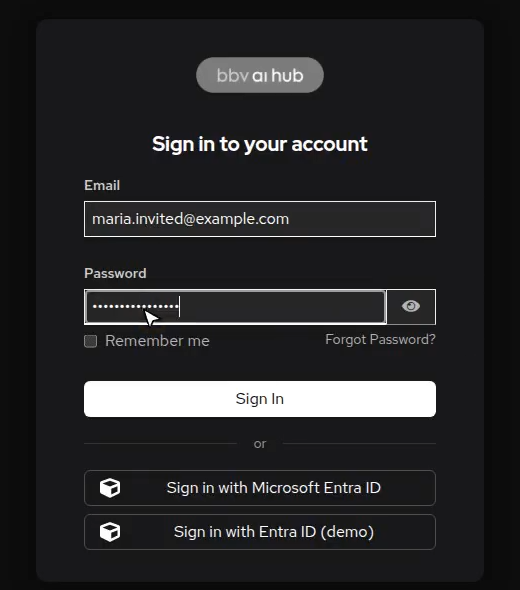 bbv ai hub
Sign in to your account
Email
maria.invited@example.com
Password
••••••••••••••••
Remember me
Forgot Password?
Sign In
or
Sign in with Microsoft Entra ID
Sign in with Entra ID (demo)